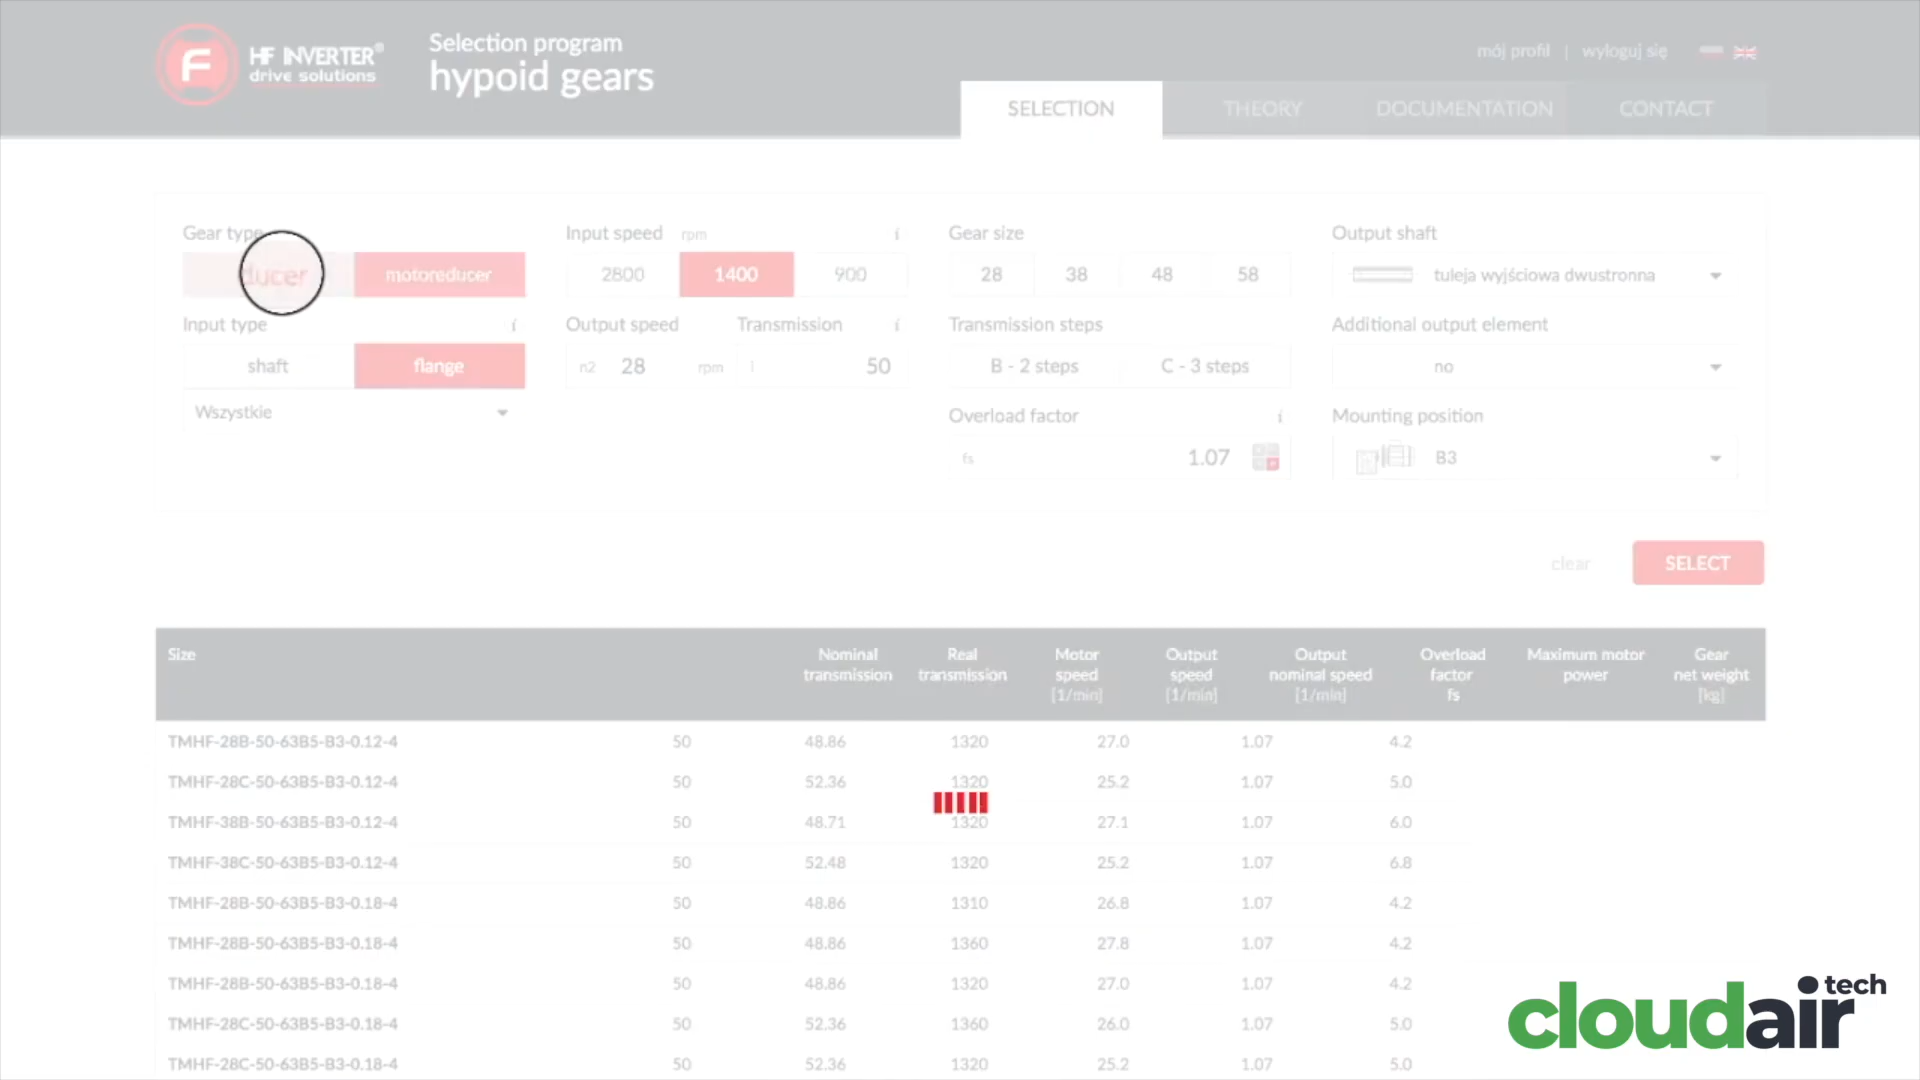 F HF INVERTER®
drive solutions
Selection program
hypoid gears
mój profil | wyloguj się
SELECTION THEORY DOCUMENTATION CONTACT
Gear type Input speed rpm i Gear size Output shaft
ducer motoreducer 2800 1400 900 28 38 48 58 tuleja wyjściowa dwustronna
Input type i Output speed Transmission i Transmission steps Additional output element
shaft flange n2 28 rpm i 50 B - 2 steps C - 3 steps no
Wszystkie Overload factor i Mounting position
fs 1.07 B3
clear SELECT
Size Nominal transmission Real transmission Motor speed [1/min] Output speed [1/min] Output nominal speed [1/min] Overload factor fs Maximum motor power Gear net weight [kg]
TMHF-28B-50-63B5-B3-0.12-4 50 48.86 1320 27.0 1.07 4.2
TMHF-28C-50-63B5-B3-0.12-4 50 52.36 1320 25.2 1.07 5.0
TMHF-38B-50-63B5-B3-0.12-4 50 48.71 1320 27.1 1.07 6.0
TMHF-38C-50-63B5-B3-0.12-4 50 52.48 1320 25.2 1.07 6.8
TMHF-28B-50-63B5-B3-0.18-4 50 48.86 1310 26.8 1.07 4.2
TMHF-28B-50-63B5-B3-0.18-4 50 48.86 1360 27.8 1.07 4.2
TMHF-28B-50-63B5-B3-0.18-4 50 48.86 1320 27.0 1.07 4.2
TMHF-28C-50-63B5-B3-0.18-4 50 52.36 1360 26.0 1.07 5.0
TMHF-28C-50-63B5-B3-0.18-4 50 52.36 1320 25.2 1.07 5.0
cloudair tech